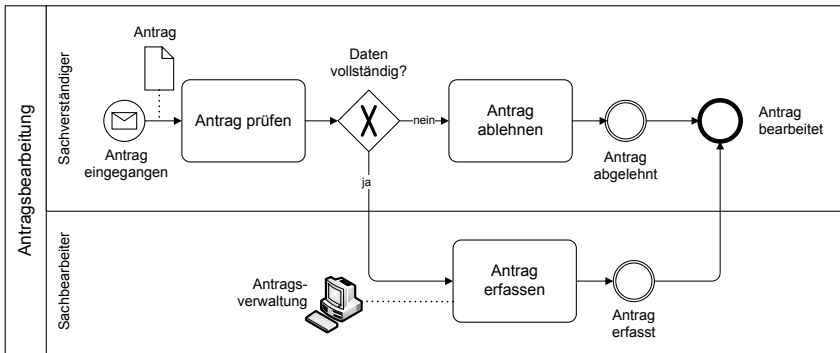 Antragsbearbeitung
Sachverständiger
Antrag
Antrag
eingegangen
Antrag prüfen
Daten
vollständig?
nein
ja
Antrag
ablehnen
Antrag
abgelehnt
Antrag
bearbeitet
Sachbearbeiter
Antrags-
verwaltung
Antrag
erfassen
Antrag
erfasst